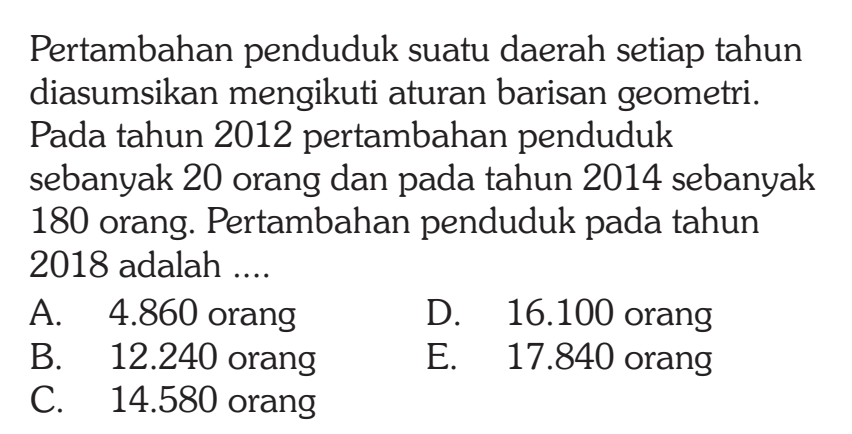 Pertambahan penduduk suatu daerah setiap tahun
diasumsikan mengikuti aturan barisan geometri.
Pada tahun 2012 pertambahan penduduk
sebanyak 20 orang dan pada tahun 2014 sebanyak
180 orang. Pertambahan penduduk pada tahun
2018 adalah ....
A. 4.860 orang D. 16.100 orang
B. 12.240 orang E. 17.840 orang
C. 14.580 orang